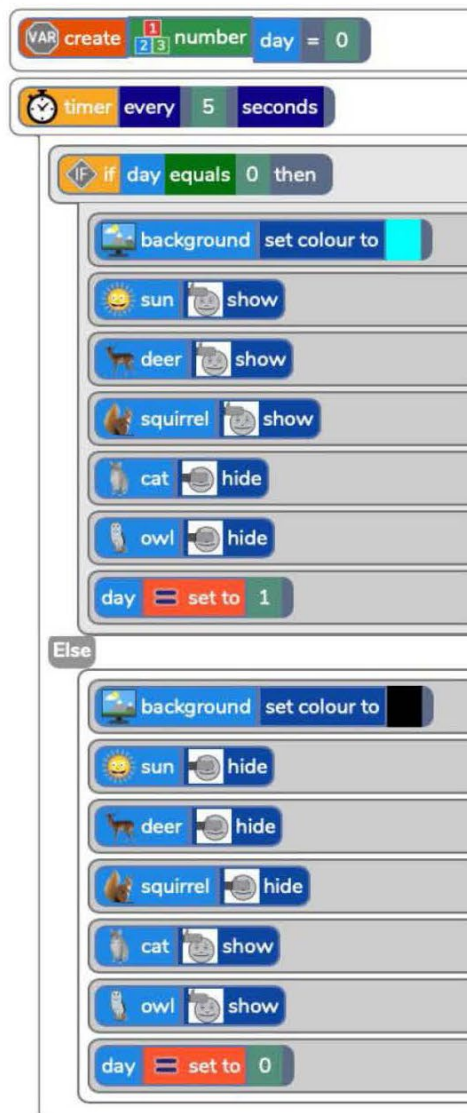 VAR create 1 2 3 number day = 0
timer every 5 seconds
IF if day equals 0 then
background set colour to
sun show
deer show
squirrel show
cat hide
owl hide
day = set to 1
Else
background set colour to
sun hide
deer hide
squirrel hide
cat show
owl show
day = set to 0